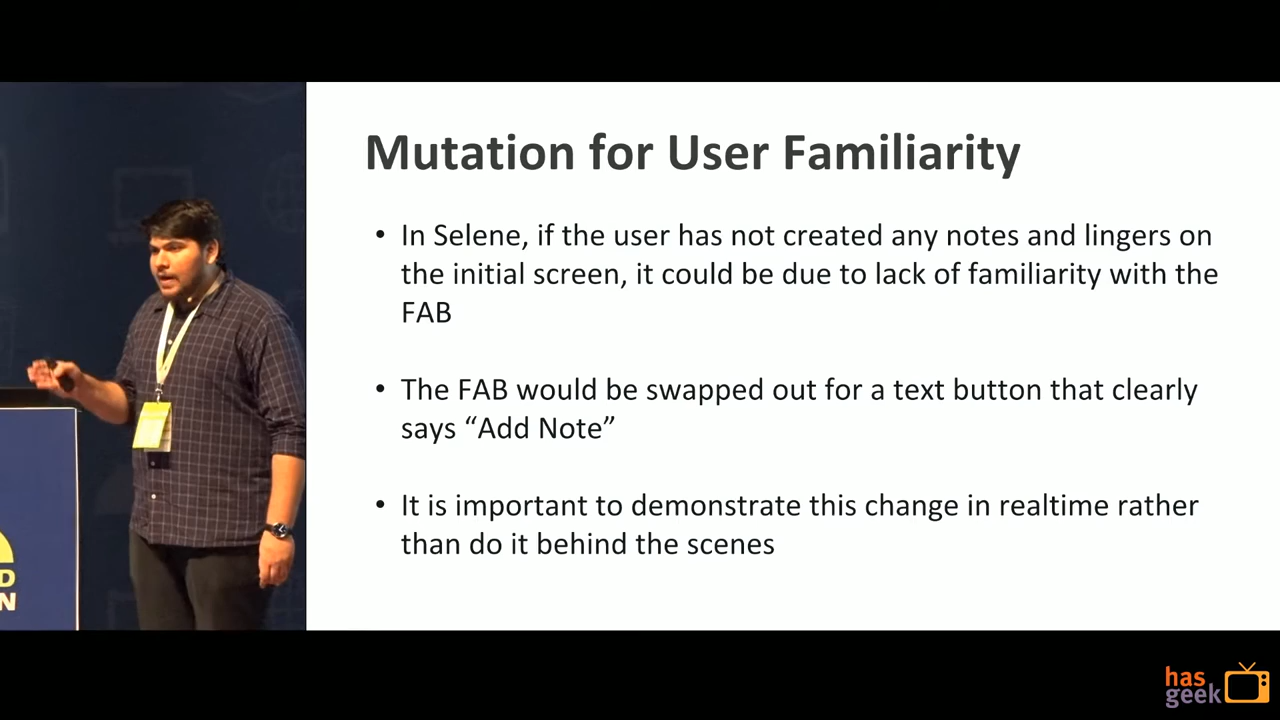 Mutation for User Familiarity
• In Selene, if the user has not created any notes and lingers on
the initial screen, it could be due to lack of familiarity with the
FAB
• The FAB would be swapped out for a text button that clearly
says “Add Note”
• It is important to demonstrate this change in realtime rather
than do it behind the scenes
D
N
has
geek